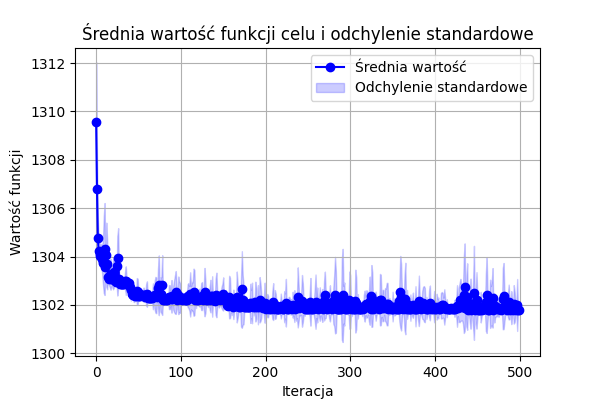 Średnia wartość funkcji celu i odchylenie standardowe
1312
1310
1308
1306
1304
1302
1300
Wartość funkcji
Średnia wartość
Odchylenie standardowe
0
100
200
300
400
500
Iteracja